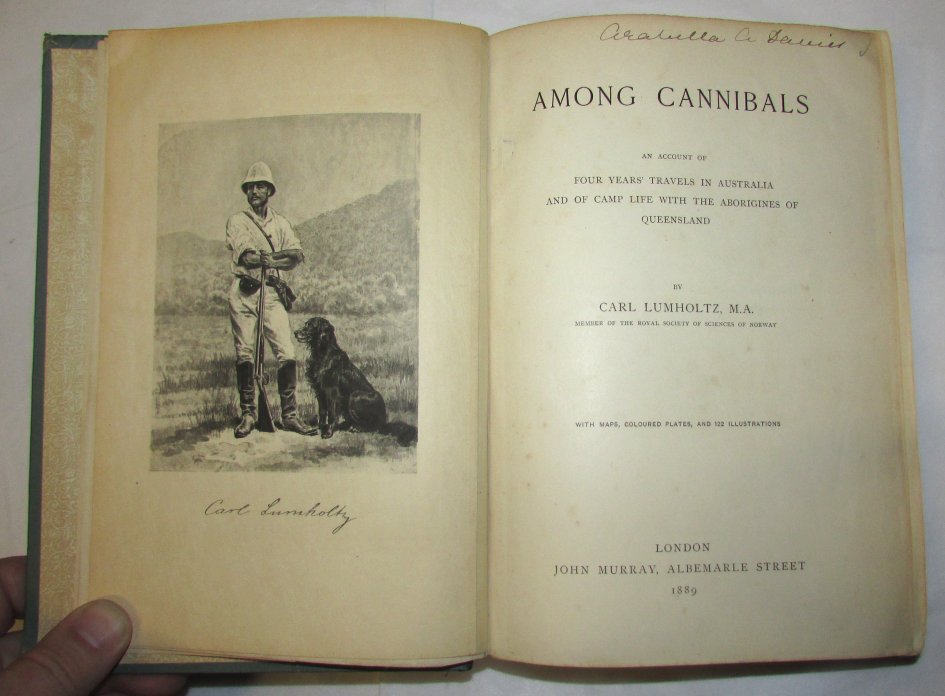 Carl Lumholtz
Arabella A Davies
AMONG CANNIBALS
AN ACCOUNT OF
FOUR YEARS' TRAVELS IN AUSTRALIA
AND OF CAMP LIFE WITH THE ABORIGINES OF
QUEENSLAND
BY
CARL LUMHOLTZ, M.A.
MEMBER OF THE ROYAL SOCIETY OF SCIENCES OF NORWAY
WITH MAPS, COLOURED PLATES, AND 122 ILLUSTRATIONS
LONDON
JOHN MURRAY, ALBEMARLE STREET
1889